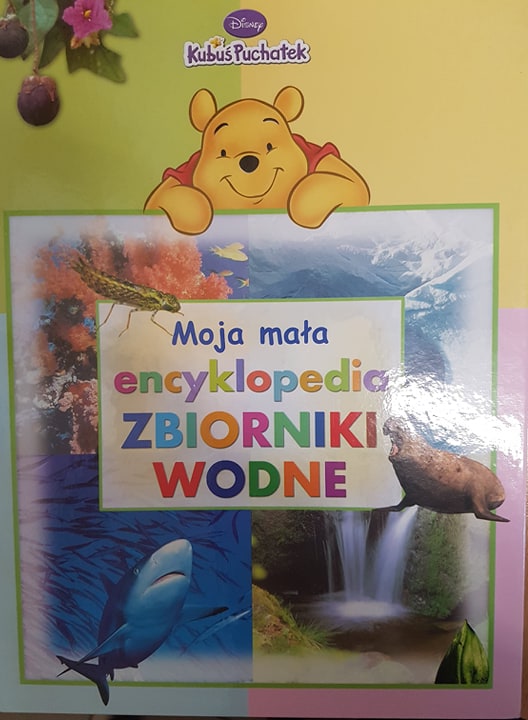 Disney
Kubuś Puchatek
Moja mała
encyklopedia
ZBIORNIKI
WODNE